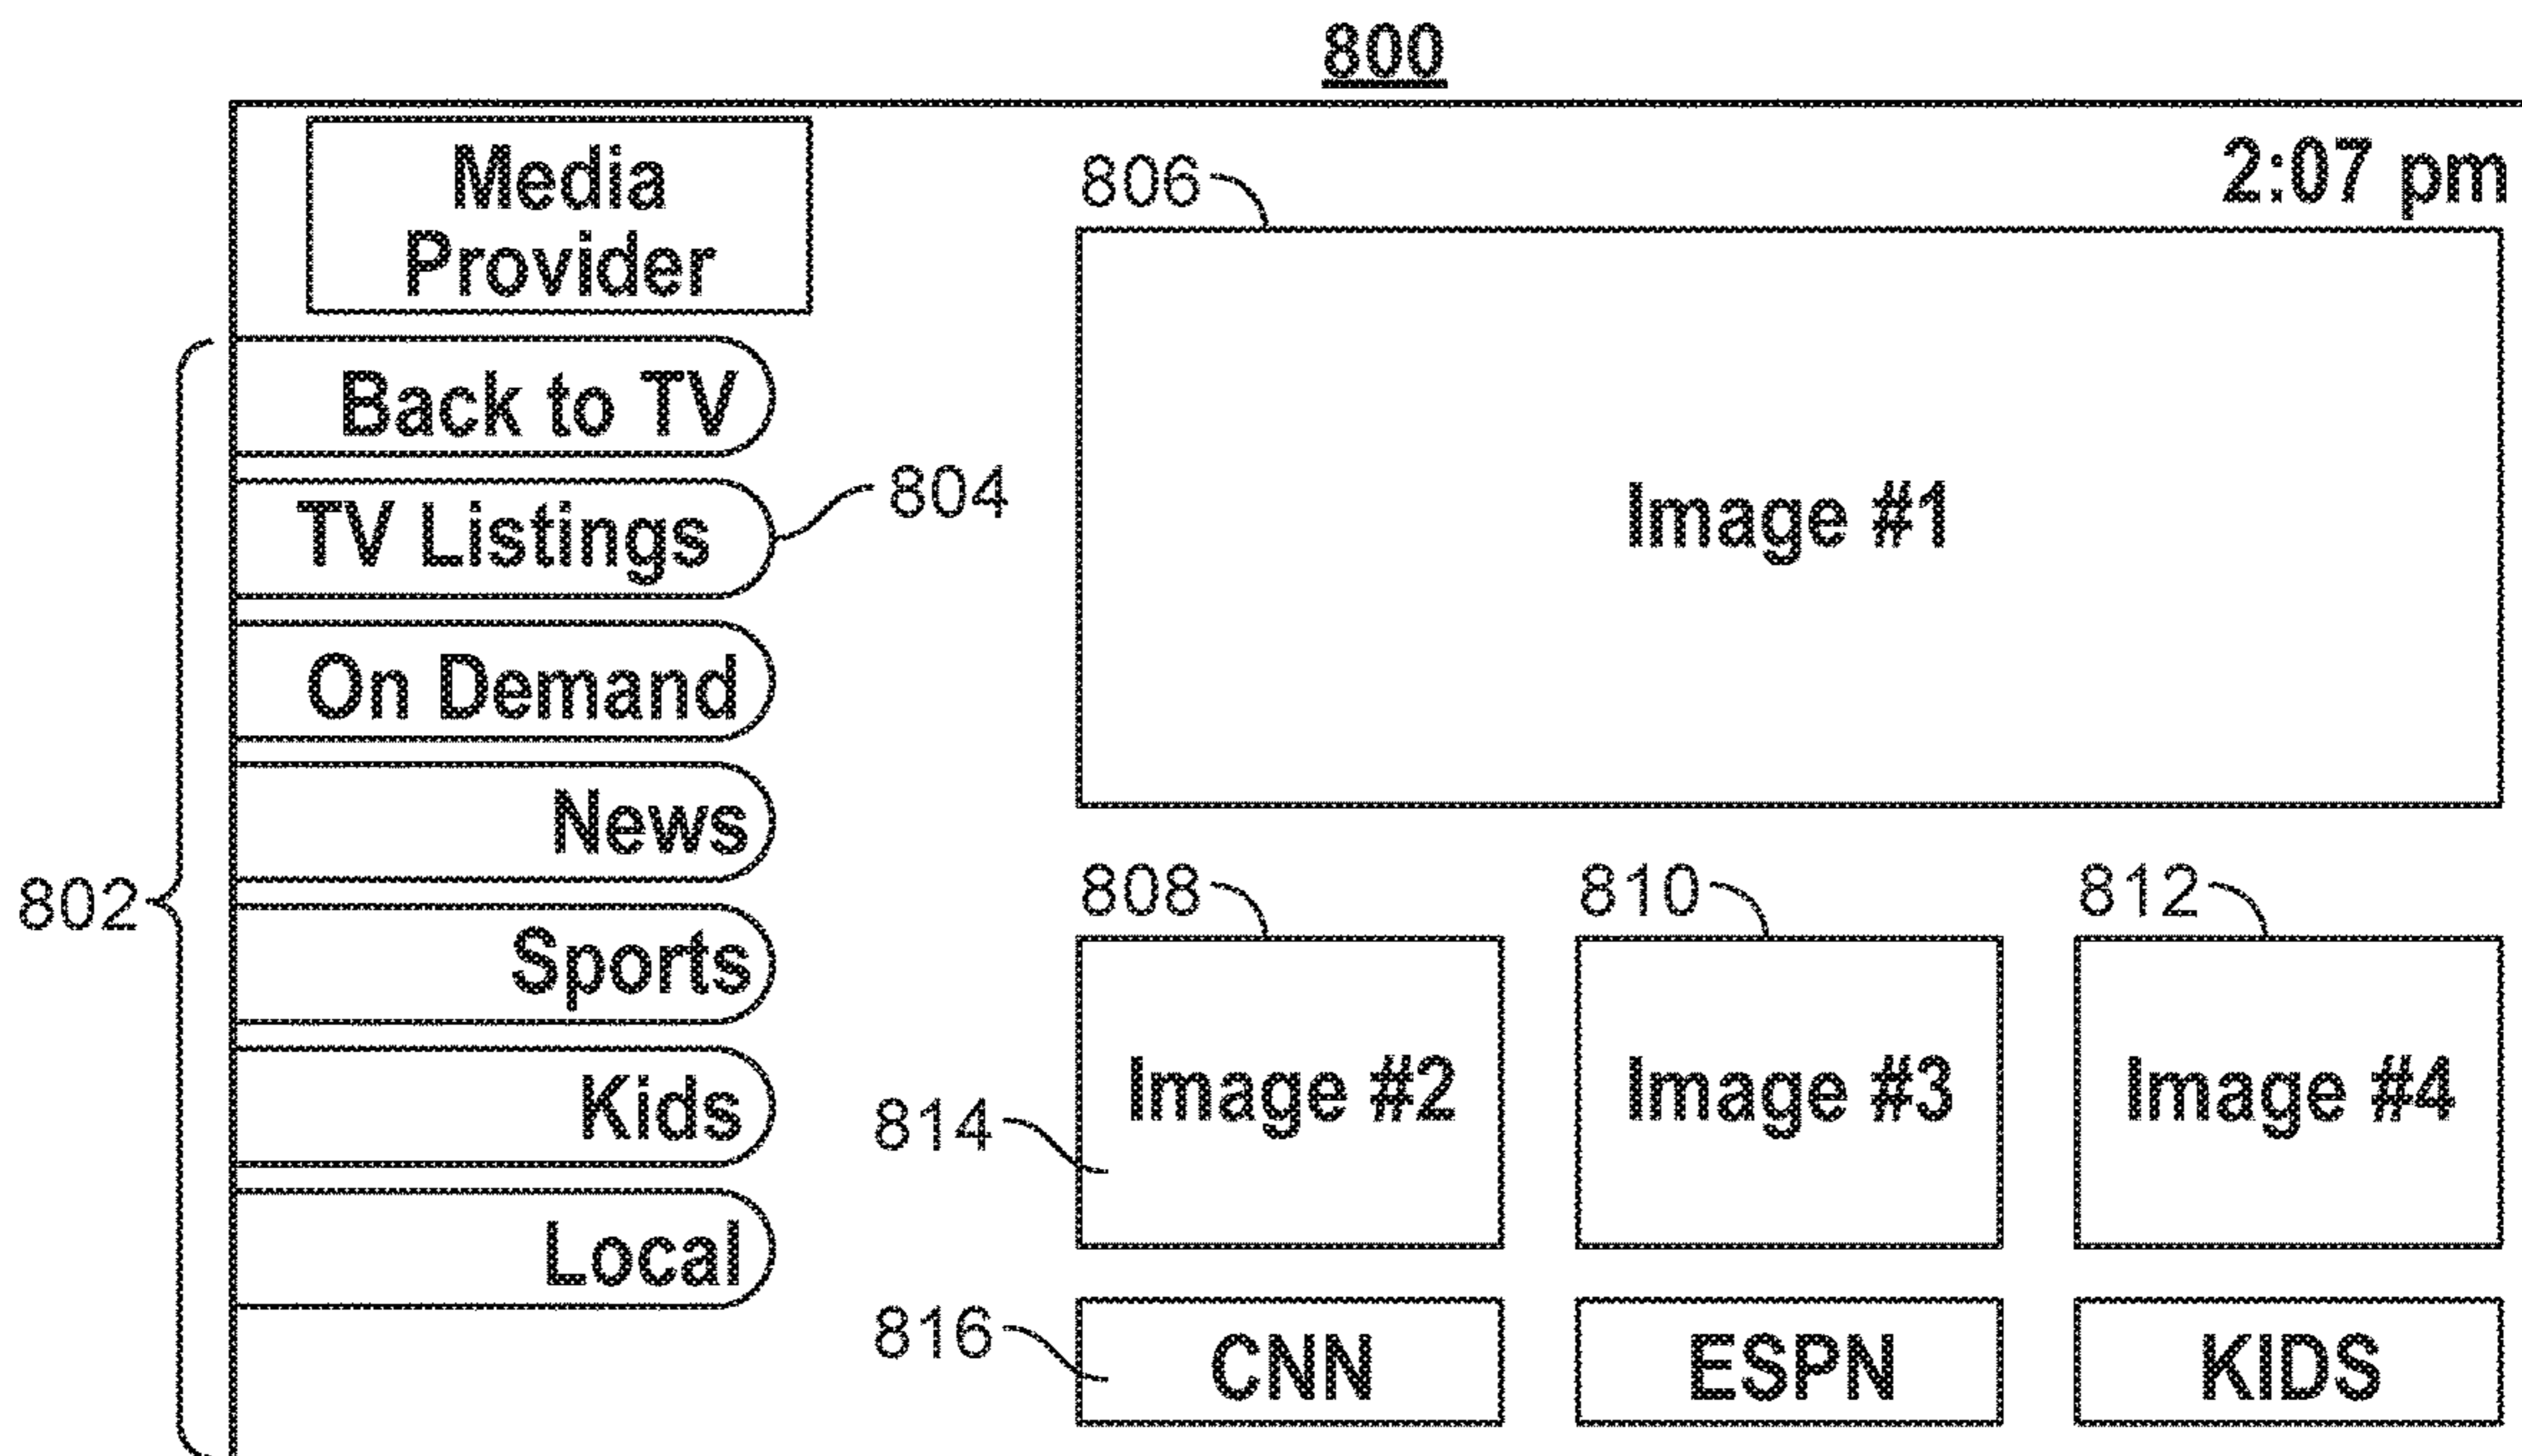 800
Media
Provider
2:07 pm
806
Back to TV
TV Listings
804
Image #1
On Demand
News
802
Sports
Kids
Local
808
810
812
Image #2
Image #3
Image #4
814
816
CNN
ESPN
KIDS